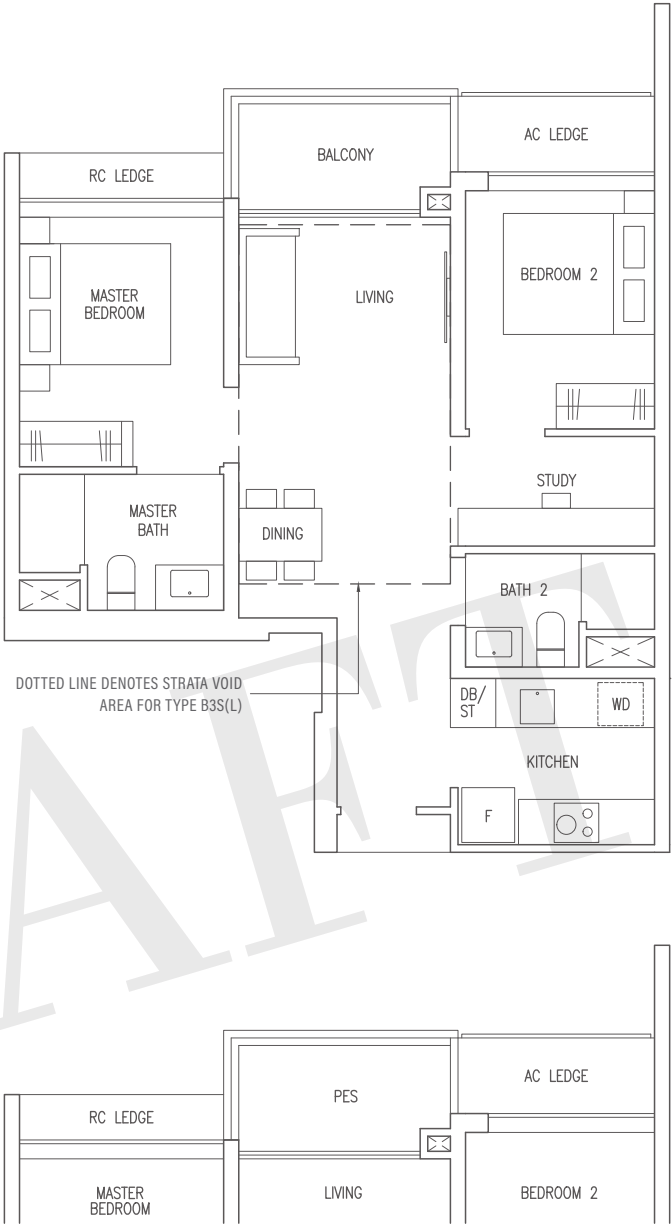 AC LEDGE
BALCONY
RC LEDGE
BEDROOM 2
MASTER
BEDROOM
LIVING
STUDY
MASTER
BATH
DINING
BATH 2
DOTTED LINE DENOTES STRATA VOID
AREA FOR TYPE B3S(L)
DB/
ST
WD
KITCHEN
F
AFT
AC LEDGE
PES
RC LEDGE
MASTER
BEDROOM
LIVING
BEDROOM 2